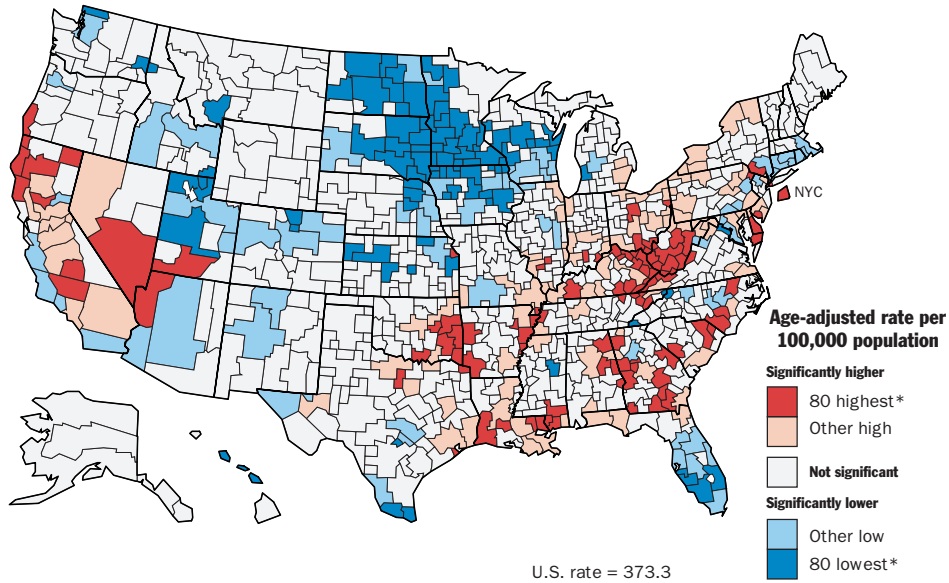 NYC
Age-adjusted rate per
100,000 population
Significantly higher
80 highest*
Other high
Not significant
Significantly lower
Other low
80 lowest*
U.S. rate = 373.3